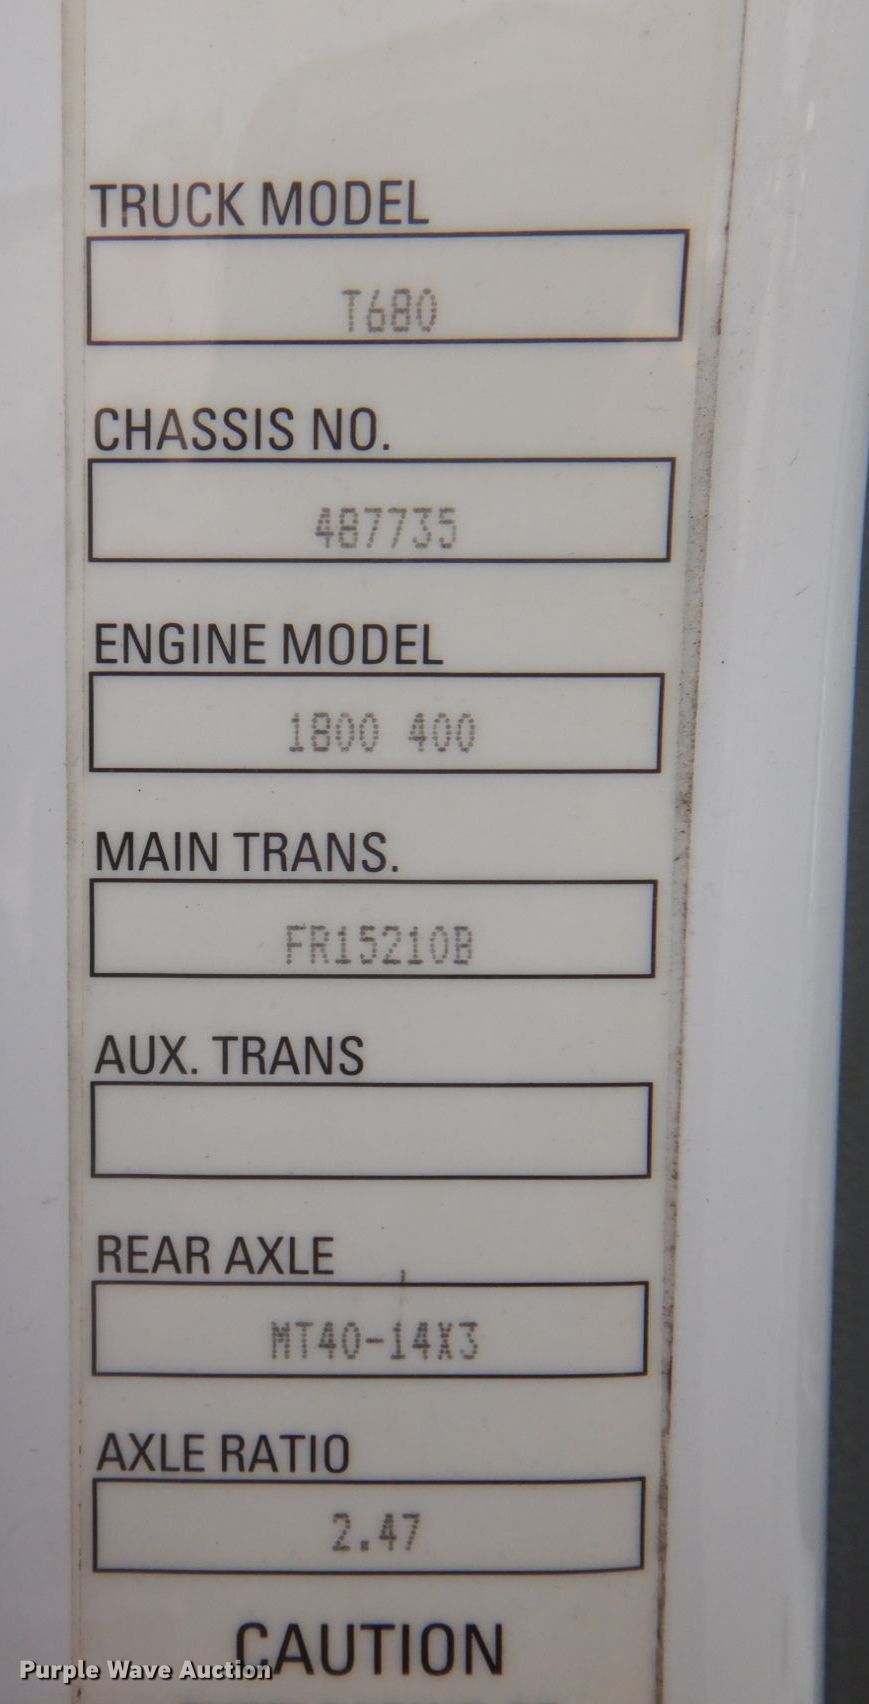 TRUCK MODEL
T680
CHASSIS NO.
487735
ENGINE MODEL
1800 400
MAIN TRANS.
FR15210B
AUX. TRANS
REAR AXLE
MT40-14X3
AXLE RATIO
2.47
CAUTION
Purple Wave Auction